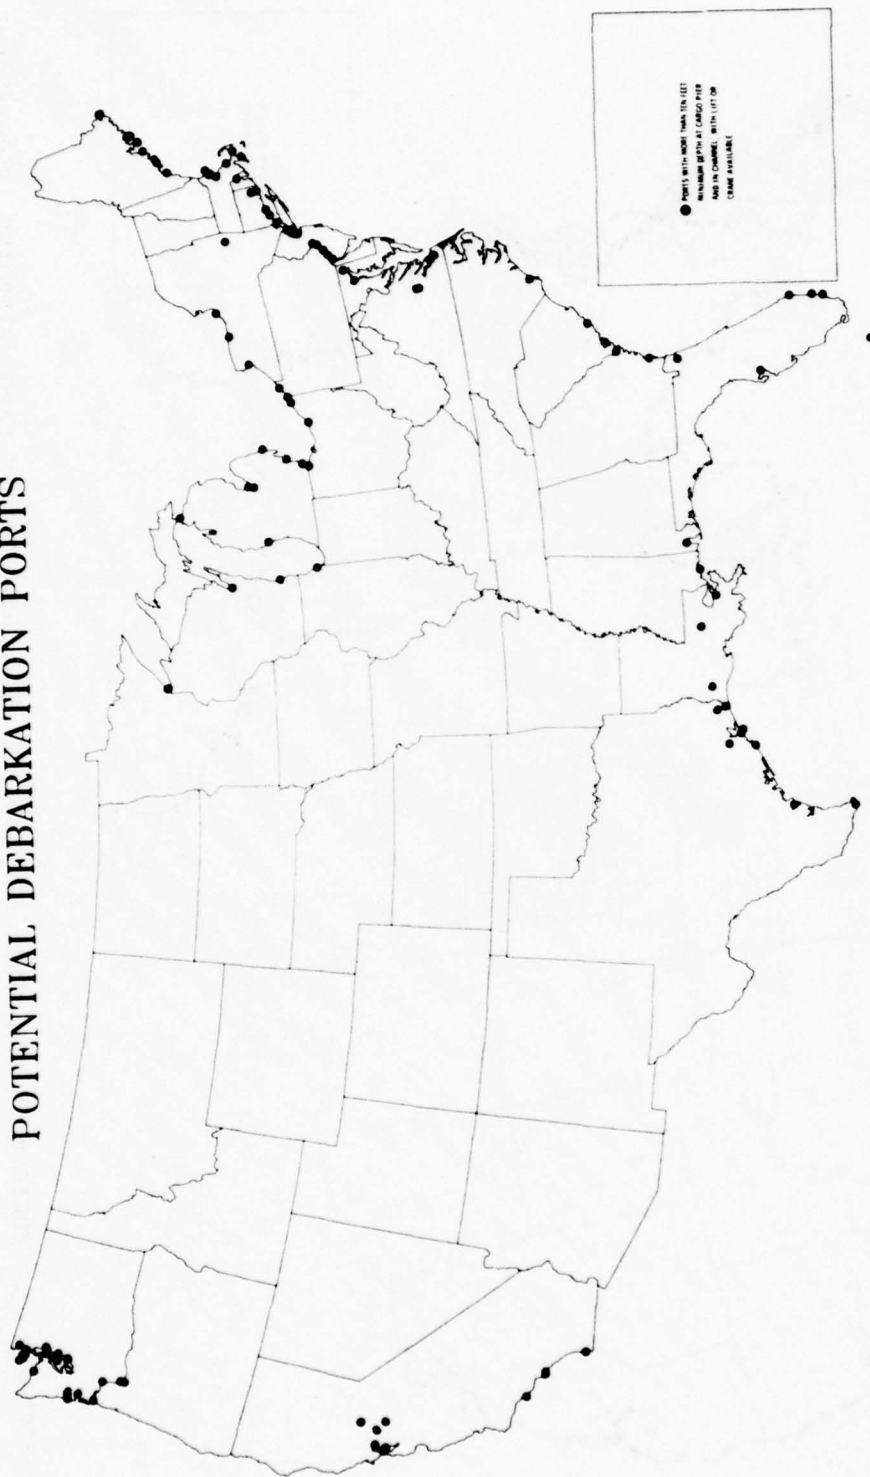 POTENTIAL DEBARKATION PORTS
PORTS WITH MORE THAN TEN FEET
MINIMUM DEPTH AT CARGO PIER
AND IN CHANNEL, WITH LIFT OR
CRANE AVAILABLE